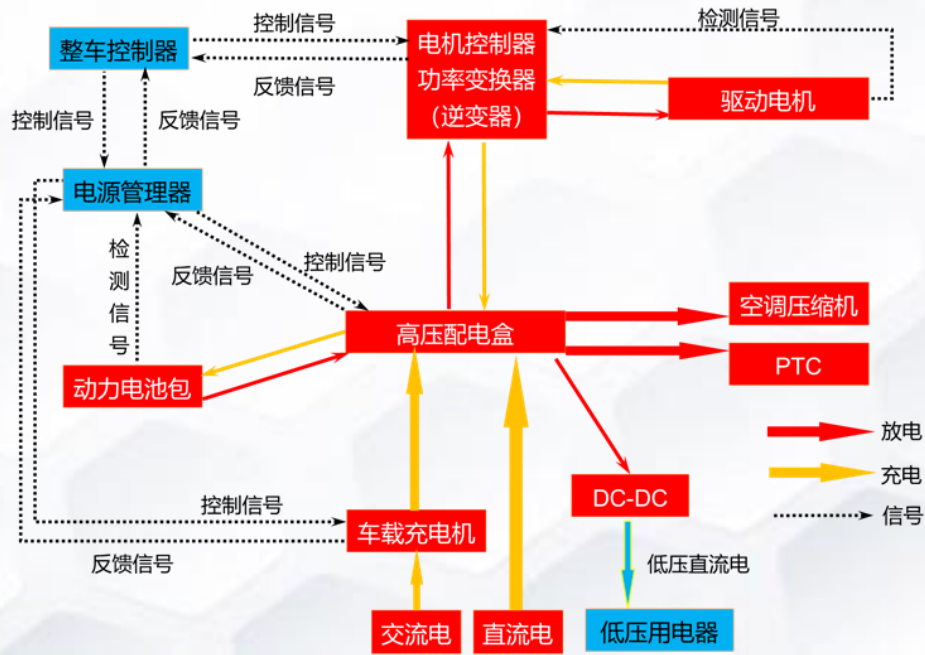 控制信号
检测信号
整车控制器
电机控制器
功率变换器
（逆变器）
反馈信号
驱动电机
控制信号
反馈信号
电源管理器
检测信号
反馈信号
控制信号
空调压缩机
高压配电盒
PTC
动力电池包
放电
充电
控制信号
DC-DC
信号
车载充电机
反馈信号
低压直流电
交流电
直流电
低压用电器